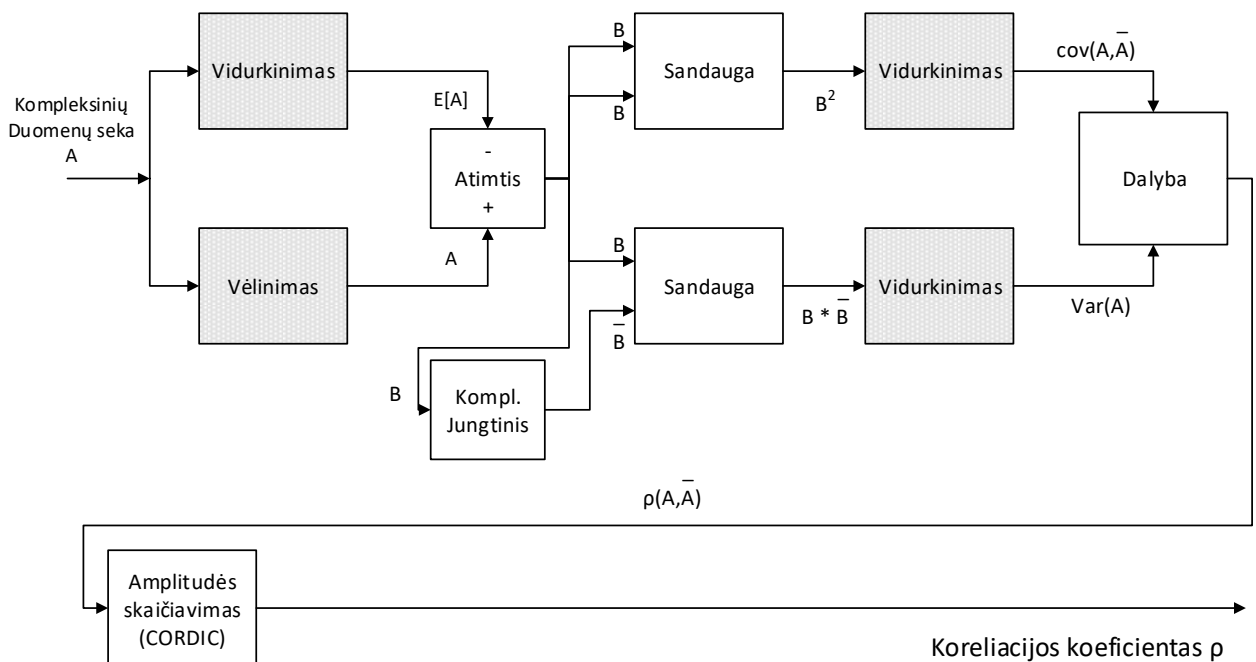 Kompleksinių
Duomenų seka
A
Vidurkinimas
E[A]
Vėlinimas
A
-
Atimtis
+
B
B
Sandauga
B²
Vidurkinimas
cov(A,A̅)
Dalyba
B
B̅
Sandauga
B * B̅
Vidurkinimas
Var(A)
B
Kompl.
Jungtinis
ρ(A,A̅)
Amplitudės
skaičiavimas
(CORDIC)
Koreliacijos koeficientas ρ